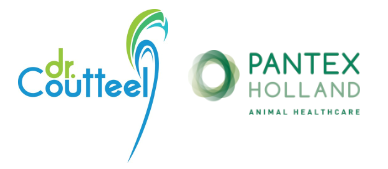 dr.
Coutteel
PANTEX
HOLLAND
ANIMAL HEALTHCARE